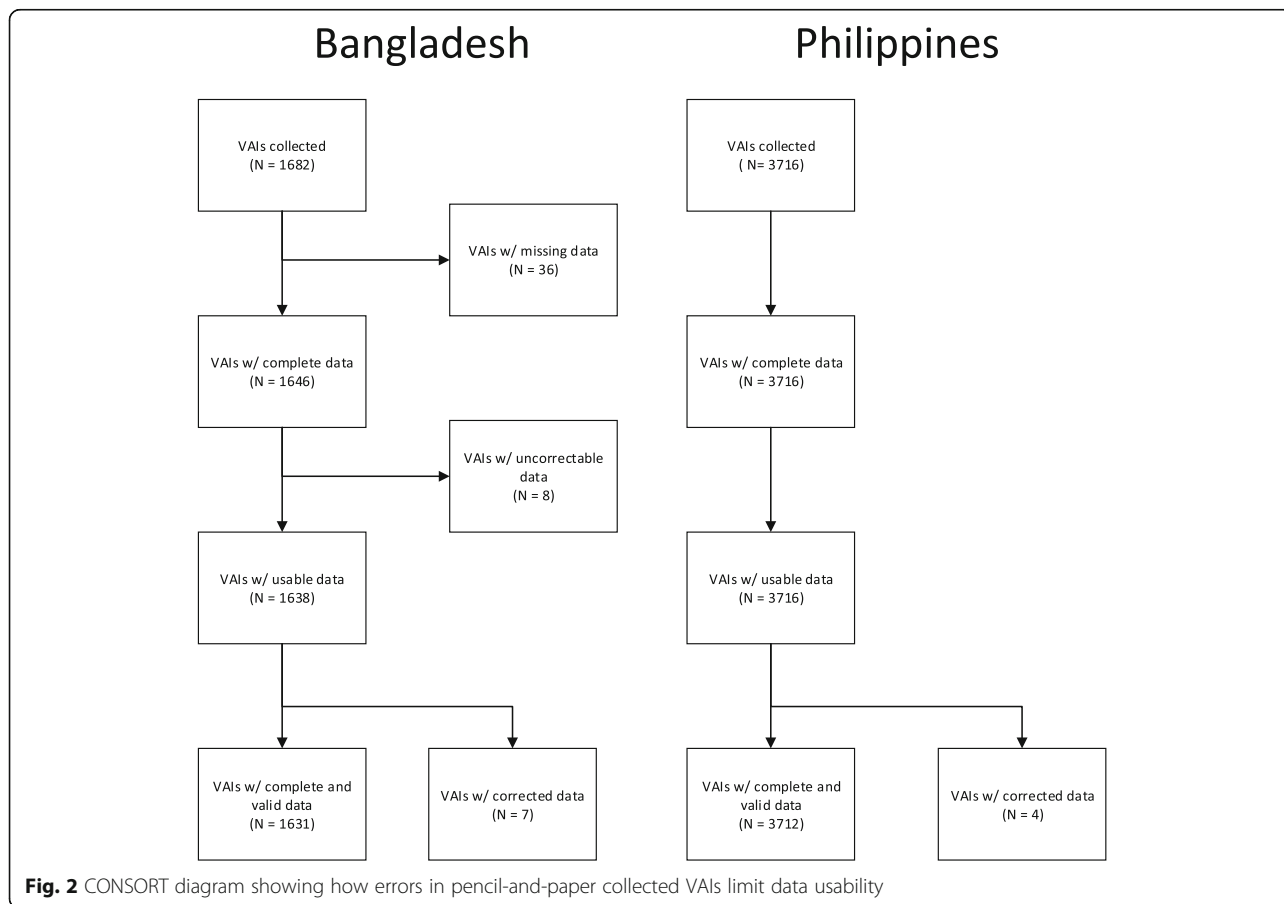 Bangladesh
Philippines
VAIs collected
(N = 1682)
VAIs w/ missing data
(N = 36)
VAIs w/ complete data
(N = 1646)
VAIs w/ uncorrectable
data
(N = 8)
VAIs w/ usable data
(N = 1638)
VAIs w/ complete and
valid data
(N = 1631)
VAIs w/ corrected data
(N = 7)
VAIs collected
( N= 3716)
VAIs w/ complete data
(N = 3716)
VAIs w/ usable data
(N = 3716)
VAIs w/ complete and
valid data
(N = 3712)
VAIs w/ corrected data
(N = 4)
Fig. 2 CONSORT diagram showing how errors in pencil-and-paper collected VAIs limit data usability